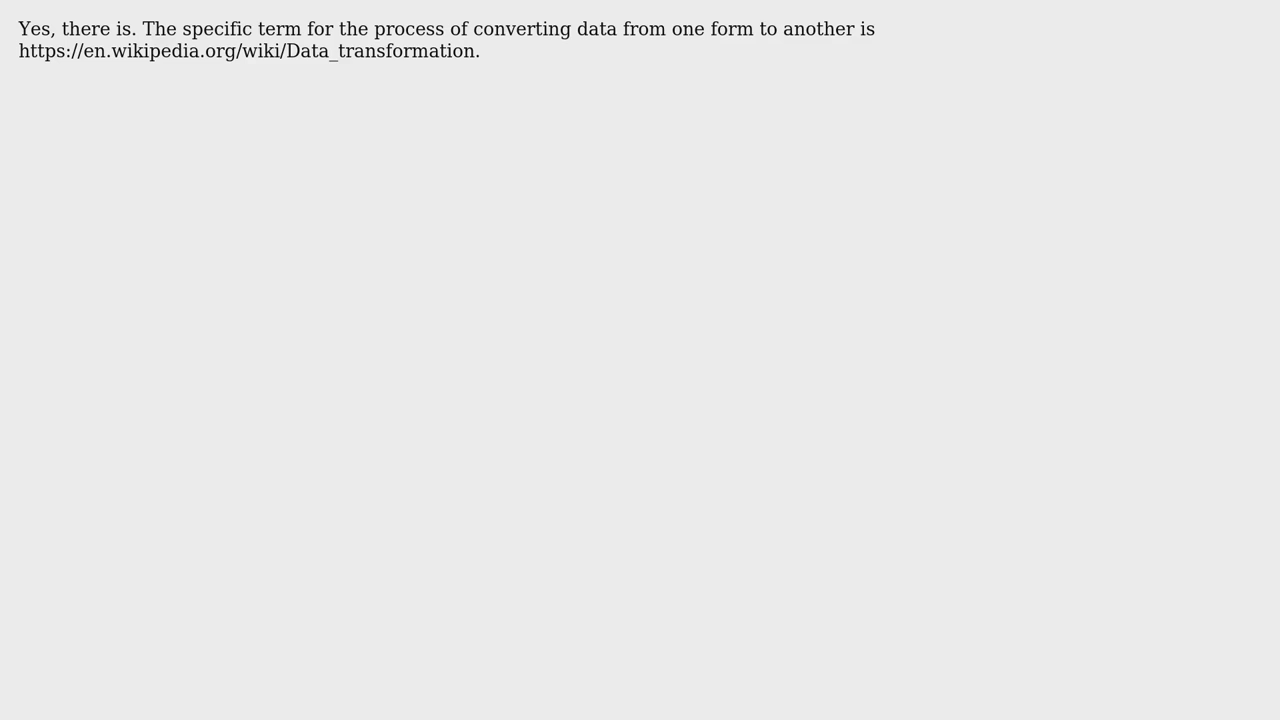 Yes, there is. The specific term for the process of converting data from one form to another is
https://en.wikipedia.org/wiki/Data_transformation.